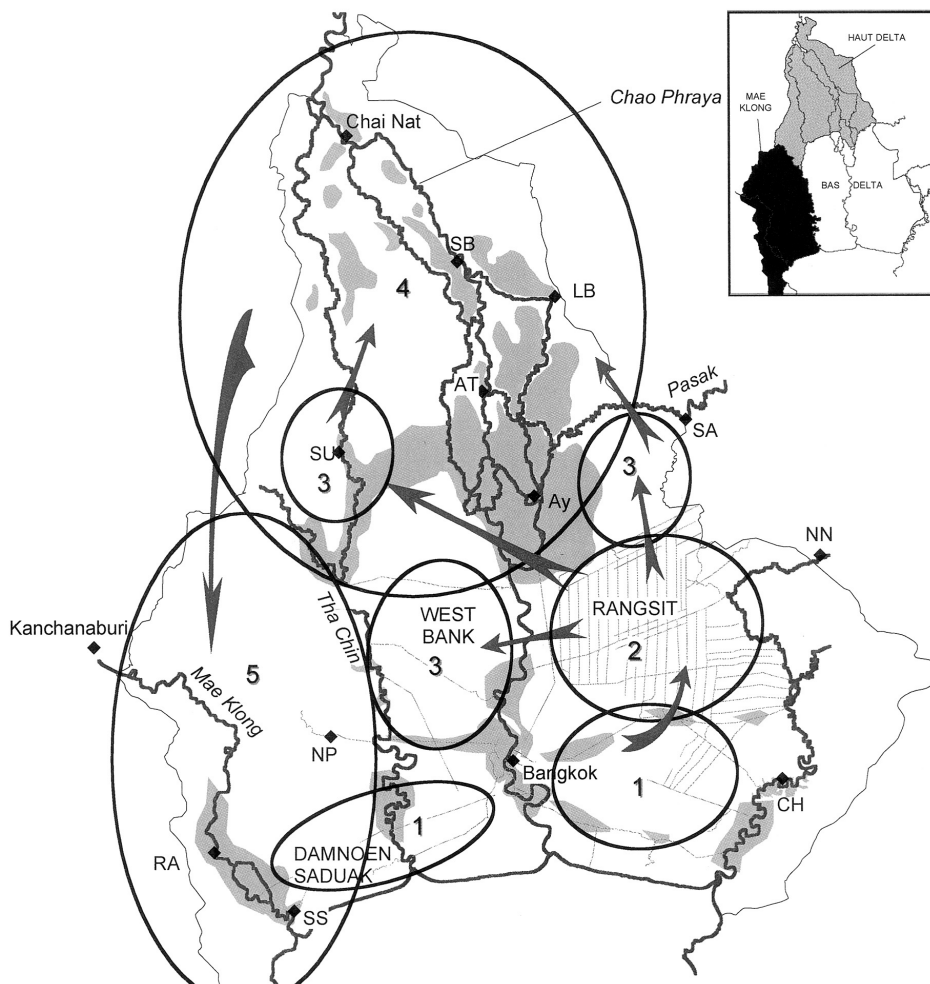 HAUT DELTA
MAE
KLONG
BAS DELTA
Chao Phraya
Chai Nat
SB
4
LB
AT
Pasak
SA
SU
3
3
Ay
NN
Tha Chin
WEST
BANK
3
RANGSIT
2
Kanchanaburi
5
Mae Klong
NP
Bangkok
1
CH
1
RA
DAMNOEN
SADUAK
SS